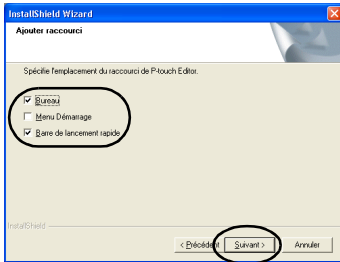 InstallShield Wizard
Ajouter raccourci
Spécifie l'emplacement du raccourci de P-touch Editor.
Bureau
Menu Démarrage
Barre de lancement rapide
InstallShield
< Précédent Suivant > Annuler